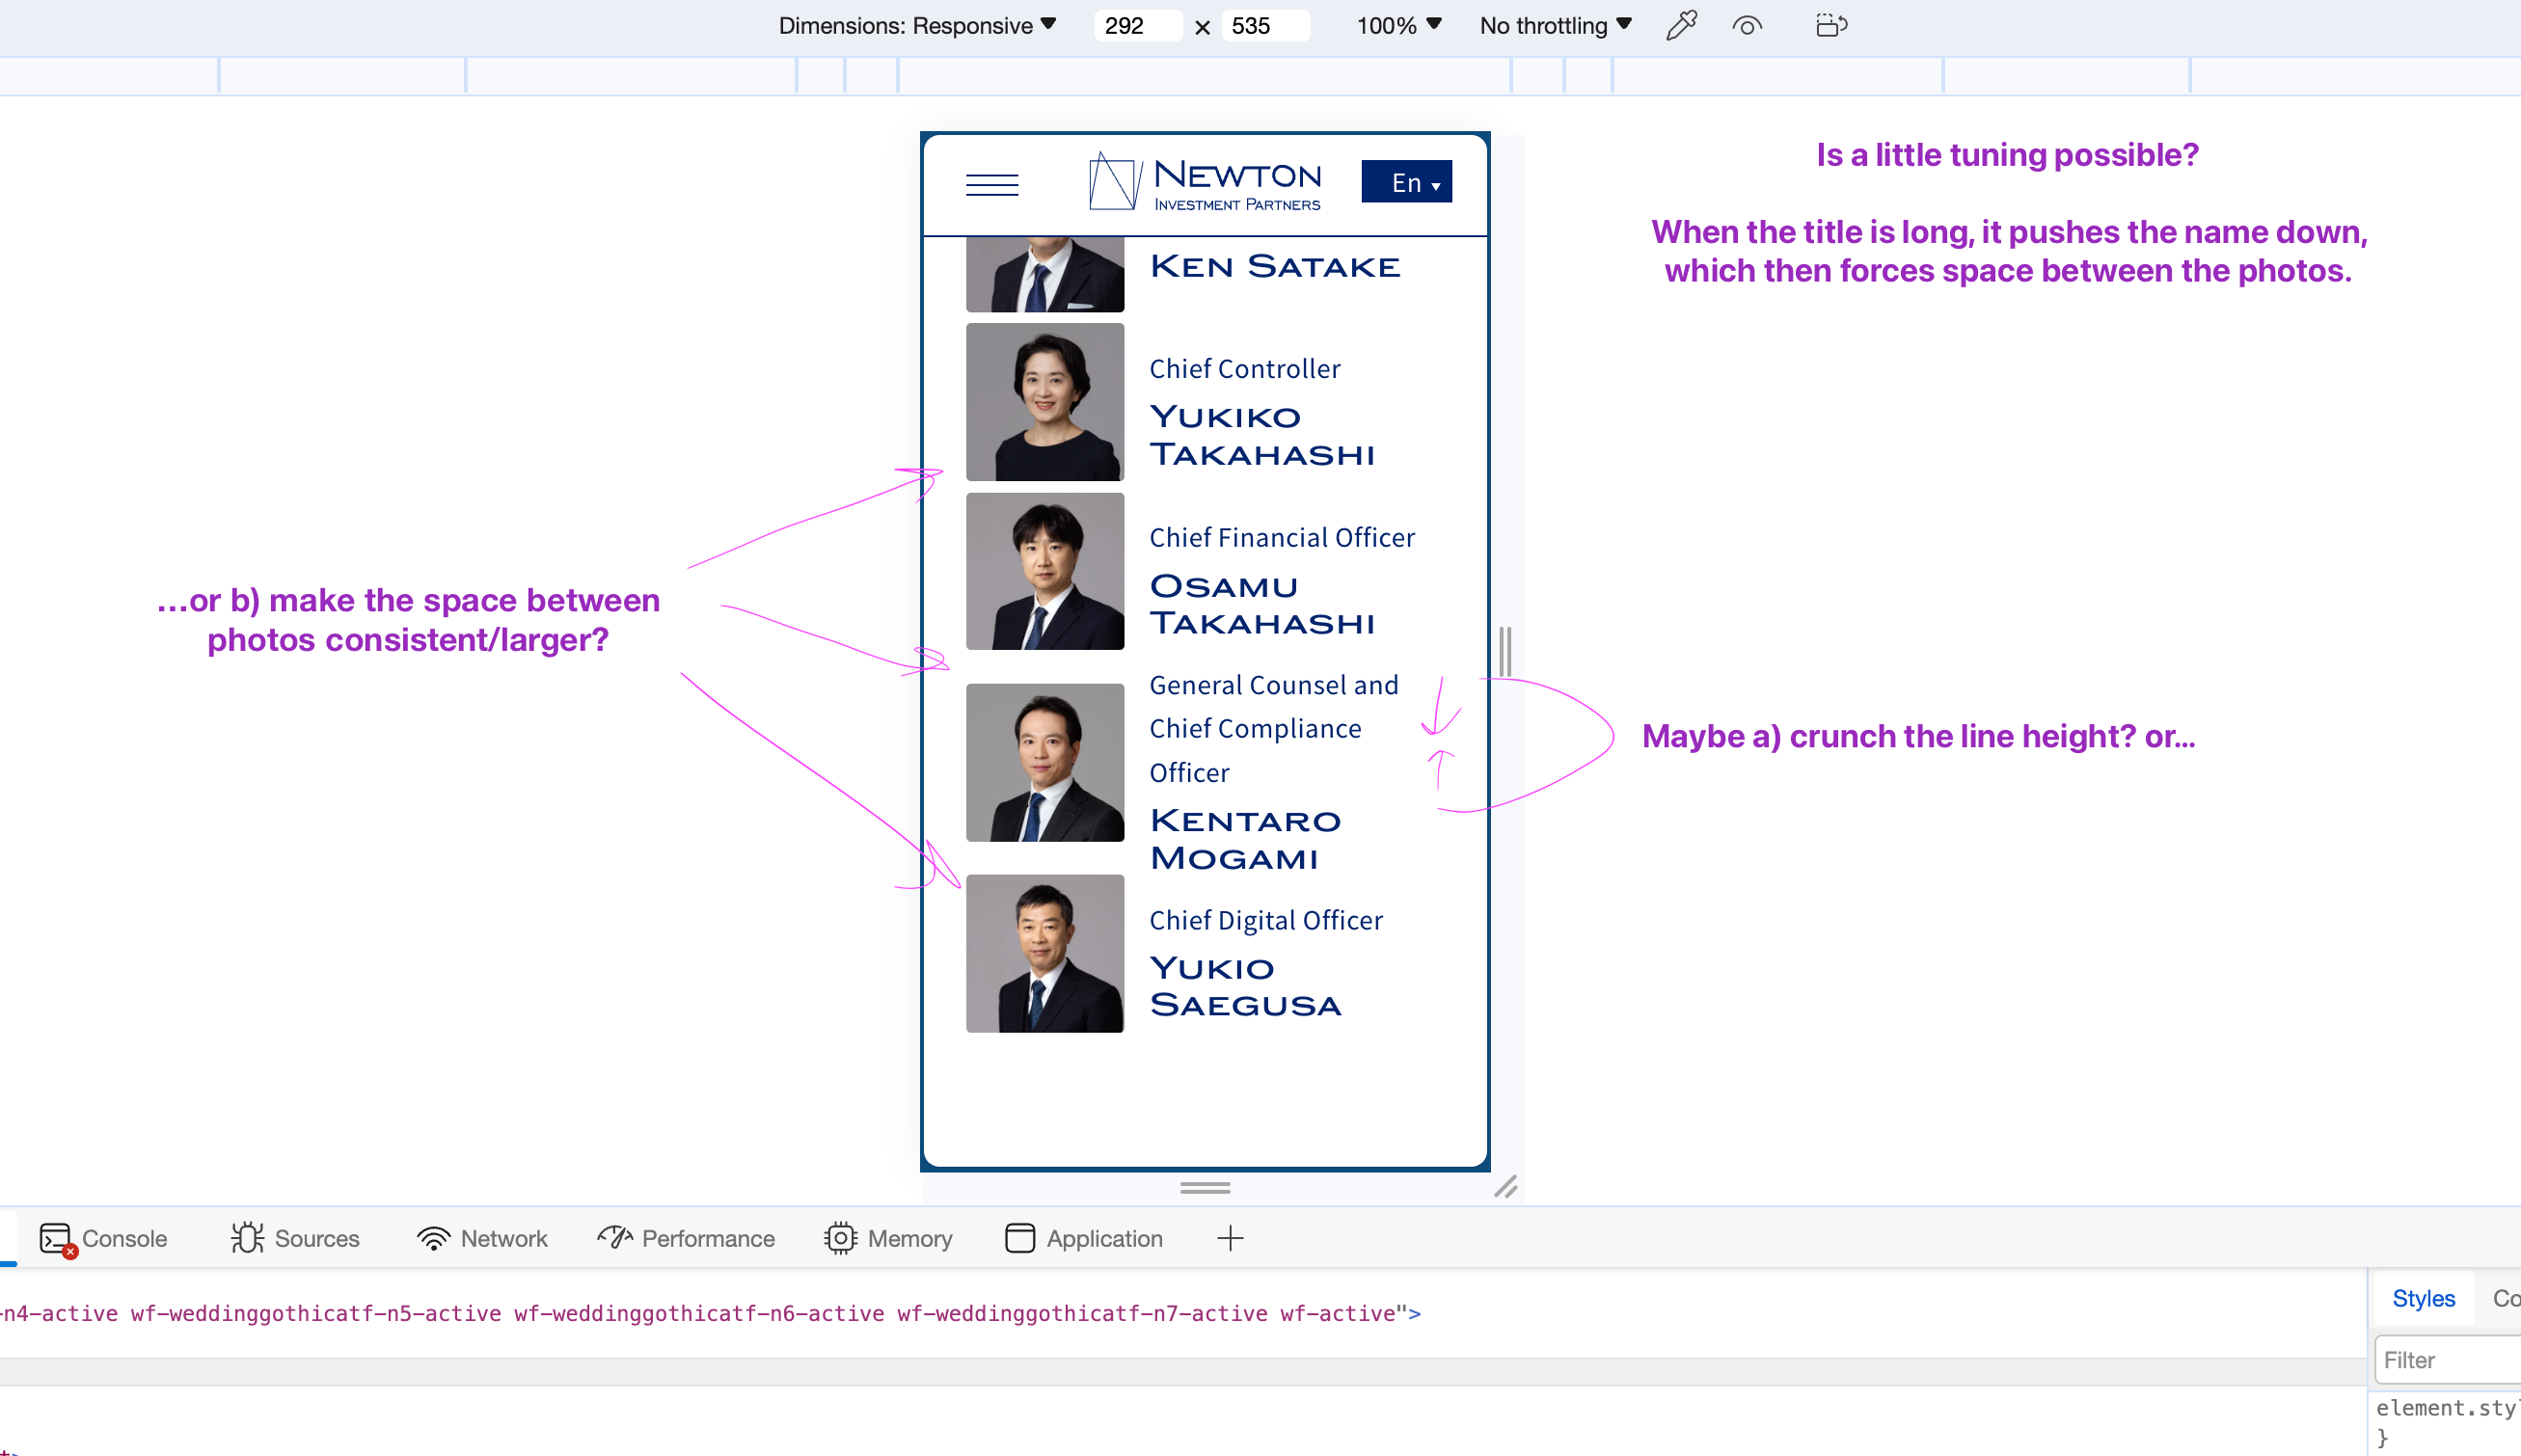 Dimensions: Responsive
292
×
535
100%
No throttling
Is a little tuning possible?
When the title is long, it pushes the name down,
which then forces space between the photos.
NEWTON
INVESTMENT PARTNERS
En
KEN SATAKE
Chief Controller
YUKIKO
TAKAHASHI
Chief Financial Officer
OSAMU
TAKAHASHI
…or b) make the space between
photos consistent/larger?
General Counsel and
Chief Compliance
Officer
KENTARO
MOGAMI
Maybe a) crunch the line height? or…
Chief Digital Officer
YUKIO
SAEGUSA
Console
Sources
Network
Performance
Memory
Application
-n4-active wf-weddinggothicatf-n5-active wf-weddinggothicatf-n6-active wf-weddinggothicatf-n7-active wf-active">
Styles
Co
Filter
element.sty
}